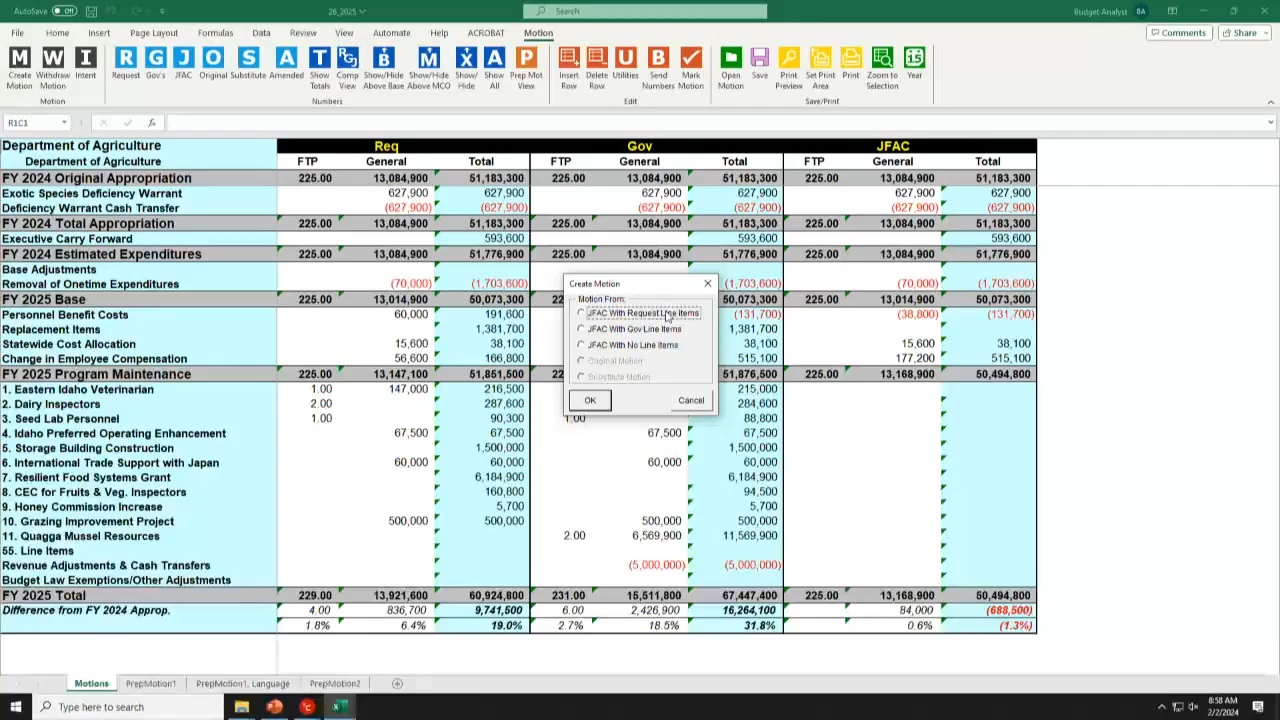 AutoSave Off 26_2025 Search Budget Analyst BA
File Home Insert Page Layout Formulas Data Review View Automate Help ACROBAT Motion Comments Share
M W I R G J O S A T RGJ B M X A P U B 15
Create Motion Withdraw Motion Intent Request Gov's JFAC Original Substitute Amended Show Totals Comp View Show/Hide Above Base Show/Hide Above MCO Show/ Hide Show All Prep Mot View Insert Row Delete Row Utilities Send Numbers Mark Motion Open Motion Save Print Preview Set Print Area Print Zoom to Selection Year
Motion Numbers Edit Save/Print
R1C1 fx
Department of Agriculture Req Gov JFAC
Department of Agriculture FTP General Total FTP General Total FTP General Total
FY 2024 Original Appropriation 225.00 13,084,900 51,183,300 225.00 13,084,900 51,183,300 225.00 13,084,900 51,183,300
Exotic Species Deficiency Warrant 627,900 627,900 627,900 627,900 627,900 627,900
Deficiency Warrant Cash Transfer (627,900) (627,900) (627,900) (627,900) (627,900) (627,900)
FY 2024 Total Appropriation 225.00 13,084,900 51,183,300 225.00 13,084,900 51,183,300 225.00 13,084,900 51,183,300
Executive Carry Forward 593,600 593,600 593,600
FY 2024 Estimated Expenditures 225.00 13,084,900 51,776,900 225.00 13,084,900 51,776,900 225.00 13,084,900 51,776,900
Base Adjustments
Removal of Onetime Expenditures (70,000) (1,703,600) (1,703,600) (70,000) (1,703,600)
FY 2025 Base 225.00 13,014,900 50,073,300 22 50,073,300 225.00 13,014,900 50,073,300
Personnel Benefit Costs 60,000 191,600 (131,700) (38,800) (131,700)
Replacement Items 1,381,700 1,381,700
Statewide Cost Allocation 15,600 38,100 38,100 15,600 38,100
Change in Employee Compensation 56,600 166,800 515,100 177,200 515,100
FY 2025 Program Maintenance 225.00 13,147,100 51,851,500 22 51,876,500 225.00 13,168,900 50,494,800
1. Eastern Idaho Veterinarian 1.00 147,000 216,500 215,000
2. Dairy Inspectors 2.00 287,600 284,600
3. Seed Lab Personnel 1.00 90,300 1.00 88,800
4. Idaho Preferred Operating Enhancement 67,500 67,500 67,500 67,500
5. Storage Building Construction 1,500,000 1,500,000
6. International Trade Support with Japan 60,000 60,000 60,000 60,000
7. Resilient Food Systems Grant 6,184,900 6,184,900
8. CEC for Fruits & Veg. Inspectors 160,800 94,500
9. Honey Commission Increase 5,700 5,700
10. Grazing Improvement Project 500,000 500,000 500,000 500,000
11. Quagga Mussel Resources 2.00 6,569,900 11,569,900
55. Line Items
Revenue Adjustments & Cash Transfers (5,000,000) (5,000,000)
Budget Law Exemptions/Other Adjustments
FY 2025 Total 229.00 13,921,600 60,924,800 231.00 15,511,800 67,447,400 225.00 13,168,900 50,494,800
Difference from FY 2024 Approp. 4.00 836,700 9,741,500 6.00 2,426,900 16,264,100 84,000 (688,500)
1.8% 6.4% 19.0% 2.7% 18.5% 31.8% 0.6% (1.3%)
Create Motion
Motion From:
JFAC With Request Line Items
JFAC With Gov Line Items
JFAC With No Line Items
Original Motion
Substitute Motion
OK Cancel
Motions PrepMotion1 PrepMotion1. Language PrepMotion2
Type here to search 8:58 AM
2/2/2024